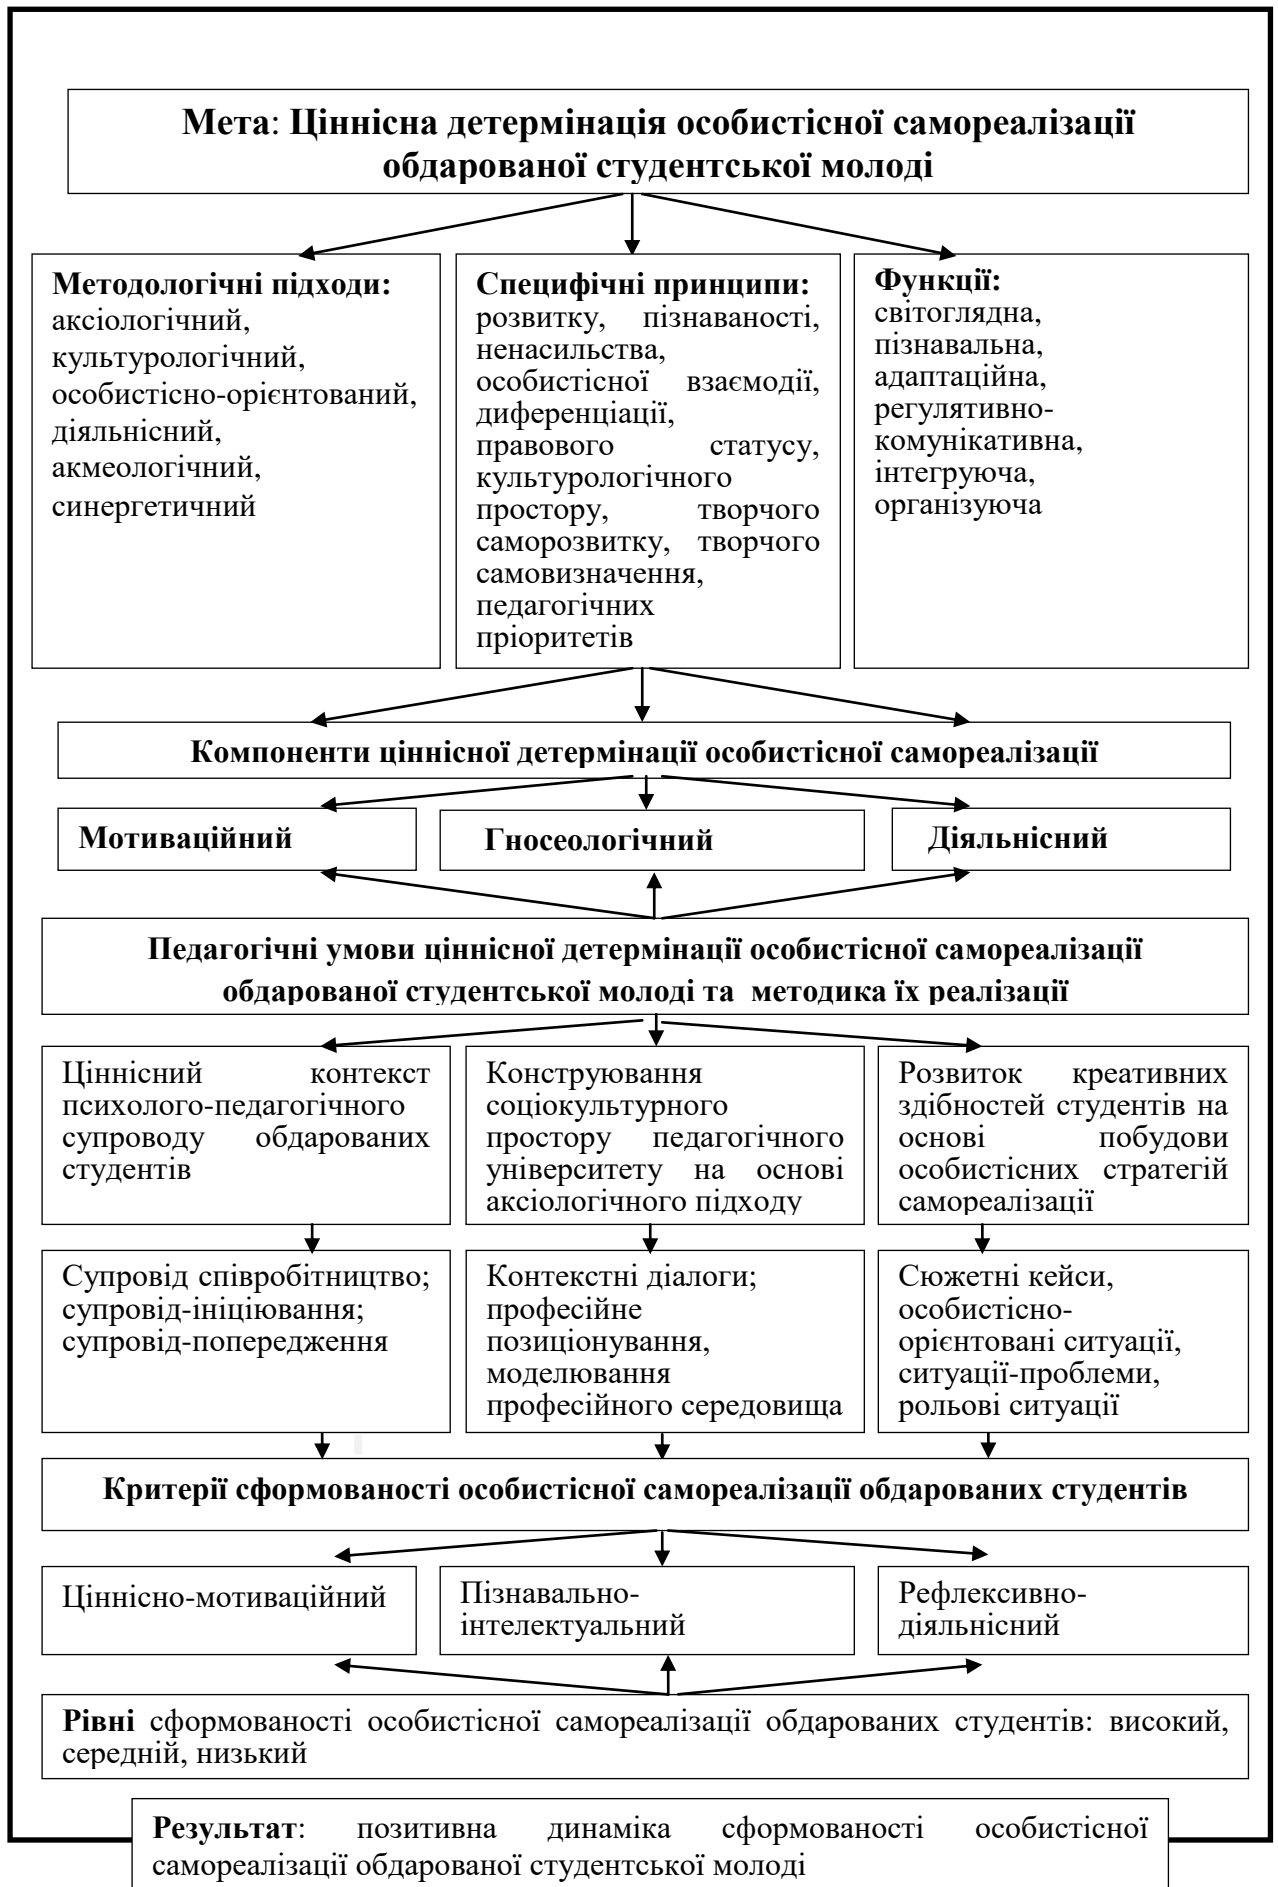 Мета: Ціннісна детермінація особистісної самореалізації
обдарованої студентської молоді
Методологічні підходи:
аксіологічний,
культурологічний,
особистісно-орієнтований,
діяльнісний,
акмеологічний,
синергетичний
Специфічні принципи:
розвитку, пізнаваності,
ненасильства,
особистісної взаємодії,
диференціації,
правового статусу,
культурологічного
простору, творчого
саморозвитку, творчого
самовизначення,
педагогічних
пріоритетів
Функції:
світоглядна,
пізнавальна,
адаптаційна,
регулятивно-
комунікативна,
інтегруюча,
організуюча
Компоненти ціннісної детермінації особистісної самореалізації
Мотиваційний
Гносеологічний
Діяльнісний
Педагогічні умови ціннісної детермінації особистісної самореалізації
обдарованої студентської молоді та методика їх реалізації
Ціннісний контекст
психолого-педагогічного
супроводу обдарованих
студентів
Конструювання
соціокультурного
простору педагогічного
університету на основі
аксіологічного підходу
Розвиток креативних
здібностей студентів на
основі побудови
особистісних стратегій
самореалізації
Супровід співробітництво;
супровід-ініціювання;
супровід-попередження
Контекстні діалоги;
професійне
позиціонування,
моделювання
професійного середовища
Сюжетні кейси,
особистісно-
орієнтовані ситуації,
ситуації-проблеми,
рольові ситуації
Критерії сформованості особистісної самореалізації обдарованих студентів
Ціннісно-мотиваційний
Пізнавально-
інтелектуальний
Рефлексивно-
діяльнісний
Рівні сформованості особистісної самореалізації обдарованих студентів: високий,
середній, низький
Результат: позитивна динаміка сформованості особистісної
самореалізації обдарованої студентської молоді